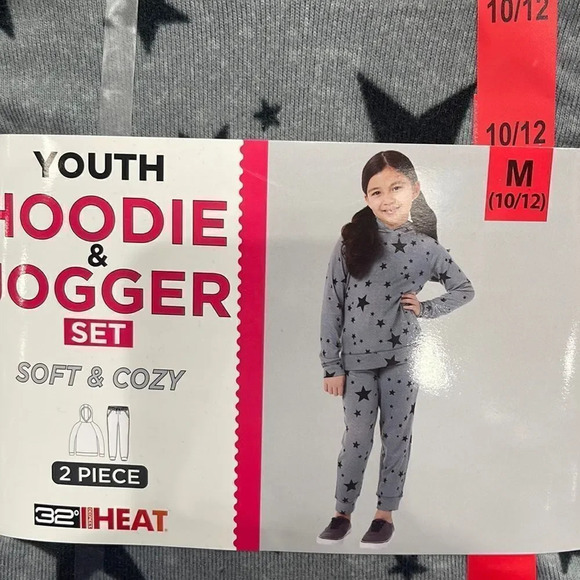 10/12
10/12
M
(10/12)
YOUTH
HOODIE
&
JOGGER
SET
SOFT & COZY
2 PIECE
32° HEAT